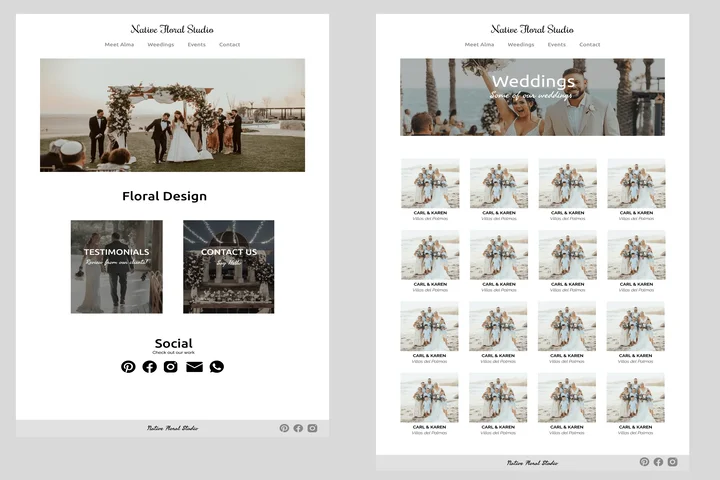 Native Floral Studio
Meet Alma Weedings Events Contact
Floral Design
TESTIMONIALS
Review from our clients!
CONTACT US
Say Hello
Social
Check out our work
Native Floral Studio
Native Floral Studio
Meet Alma Weedings Events Contact
Weddings
Some of our weddings
CARL & KAREN CARL & KAREN CARL & KAREN CARL & KAREN
Villas del Palmas Villas del Palmas Villas del Palmas Villas del Palmas
CARL & KAREN CARL & KAREN CARL & KAREN CARL & KAREN
Villas del Palmas Villas del Palmas Villas del Palmas Villas del Palmas
CARL & KAREN CARL & KAREN CARL & KAREN CARL & KAREN
Villas del Palmas Villas del Palmas Villas del Palmas Villas del Palmas
CARL & KAREN CARL & KAREN CARL & KAREN CARL & KAREN
Villas del Palmas Villas del Palmas Villas del Palmas Villas del Palmas
Native Floral Studio